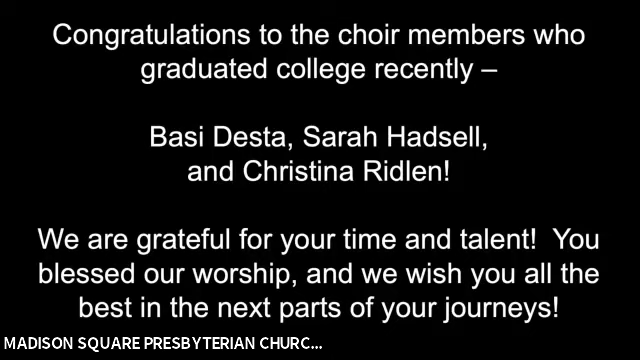 Congratulations to the choir members who
graduated college recently –
Basi Desta, Sarah Hadsell,
and Christina Ridlen!
We are grateful for your time and talent!  You
blessed our worship, and we wish you all the
best in the next parts of your journeys!
MADISON SQUARE PRESBYTERIAN CHURC...